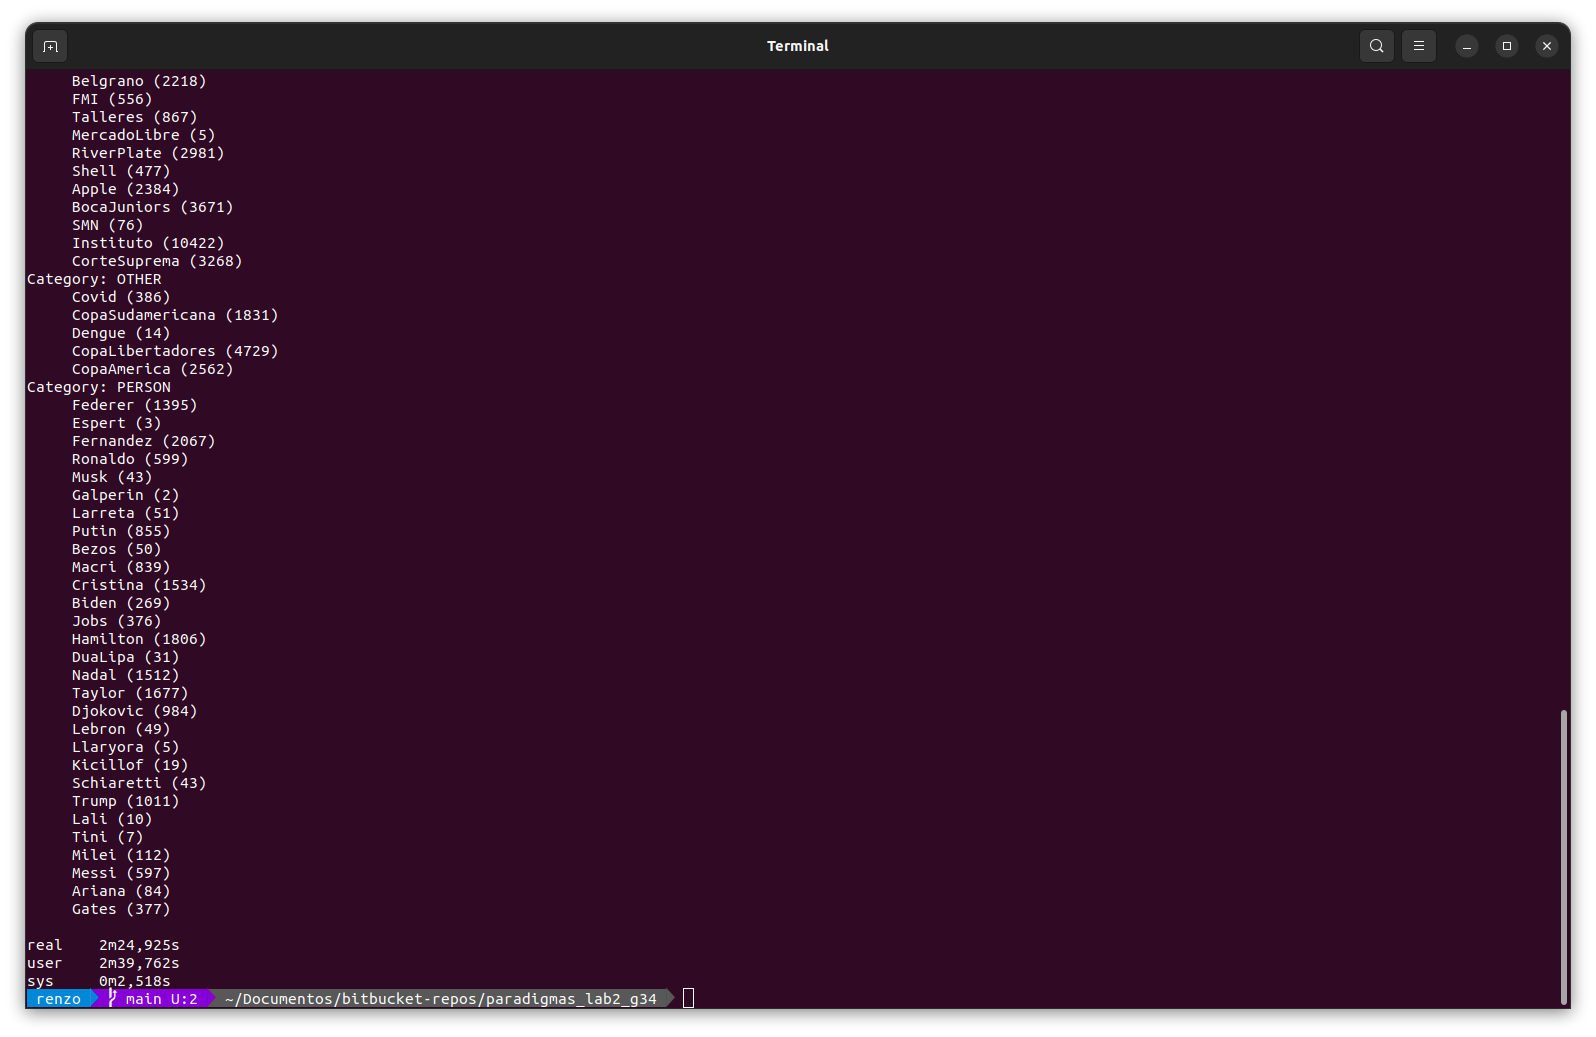 Terminal
Belgrano (2218)
FMI (556)
Talleres (867)
MercadoLibre (5)
RiverPlate (2981)
Shell (477)
Apple (2384)
BocaJuniors (3671)
SMN (76)
Instituto (10422)
CorteSuprema (3268)
Category: OTHER
Covid (386)
CopaSudamericana (1831)
Dengue (14)
CopaLibertadores (4729)
CopaAmerica (2562)
Category: PERSON
Federer (1395)
Espert (3)
Fernandez (2067)
Ronaldo (599)
Musk (43)
Galperin (2)
Larreta (51)
Putin (855)
Bezos (50)
Macri (839)
Cristina (1534)
Biden (269)
Jobs (376)
Hamilton (1806)
DuaLipa (31)
Nadal (1512)
Taylor (1677)
Djokovic (984)
Lebron (49)
Llaryora (5)
Kicillof (19)
Schiaretti (43)
Trump (1011)
Lali (10)
Tini (7)
Milei (112)
Messi (597)
Ariana (84)
Gates (377)
real 2m24,925s
user 2m39,762s
sys 0m2,518s
renzo main U:2 ~/Documentos/bitbucket-repos/paradigmas_lab2_g34